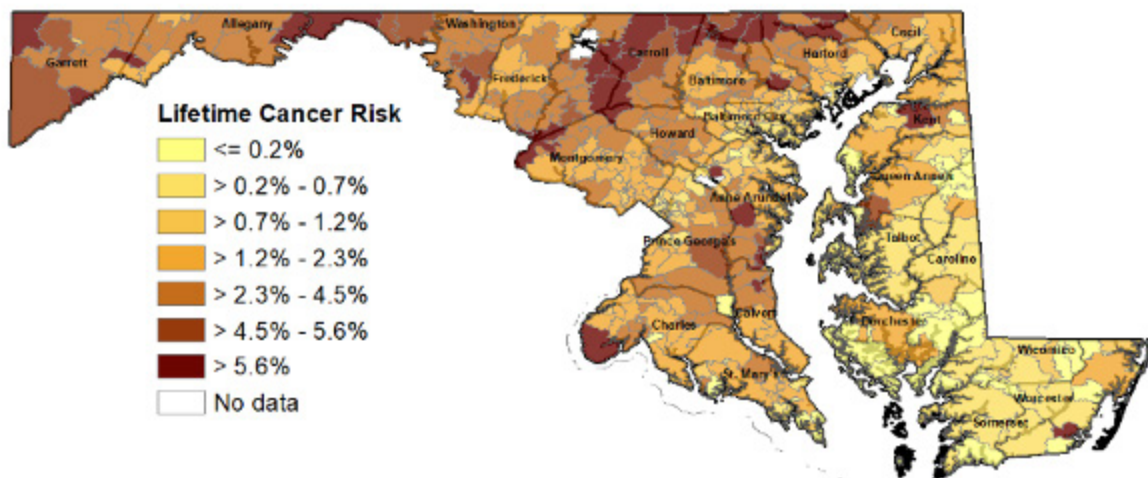 Allegany
Washington
Garrett
Carroll
Cecil
Harford
Frederick
Baltimore
Baltimore City
Howard
Montgomery
Kent
Queen Annes
Anne Arundel
Prince George's
Talbot
Caroline
Charles
Calvert
Dorchester
St. Mary's
Wicomico
Worcester
Somerset
Lifetime Cancer Risk
<= 0.2%
> 0.2% - 0.7%
> 0.7% - 1.2%
> 1.2% - 2.3%
> 2.3% - 4.5%
> 4.5% - 5.6%
> 5.6%
No data